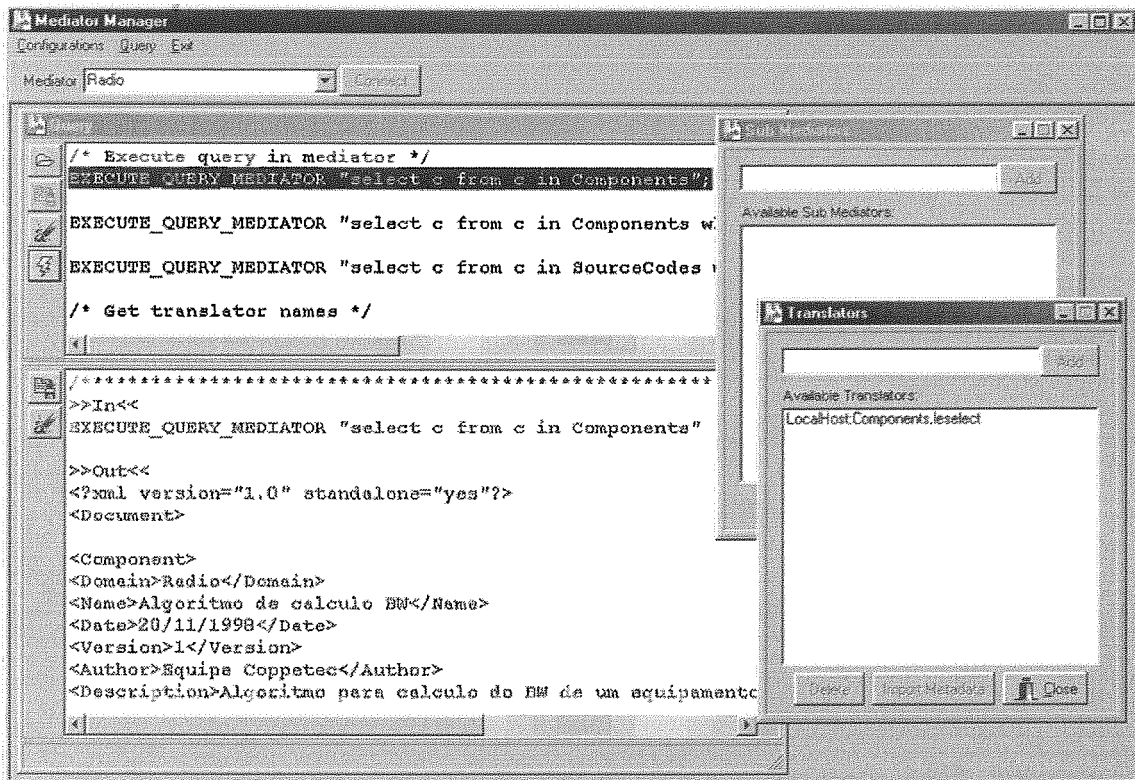 Mediator Manager
Configurations Query Exit
Mediator Radio Connect
Query
/* Execute query in mediator */
EXECUTE_QUERY_MEDIATOR "select c from c in Components";
EXECUTE_QUERY_MEDIATOR "select c from c in Components w
EXECUTE_QUERY_MEDIATOR "select c from c in SourceCodes
/* Get translator names */
/****************************************************
>>In<<
EXECUTE_QUERY_MEDIATOR "select c from c in Components"
>>Out<<
<?xml version="1.0" standalone="yes"?>
<Document>
<Component>
<Domain>Radio</Domain>
<Name>Algoritmo de calculo BW</Name>
<Date>20/11/1998</Date>
<Version>1</Version>
<Author>Equipe Coppetec</Author>
<Description>Algoritmo para calculo do BW de um equipamento
Sub Mediators
Add
Available Sub Mediators:
Translators
Add
Available Translators:
LocalHost;Components,leselect
Delete Import Metadata Close